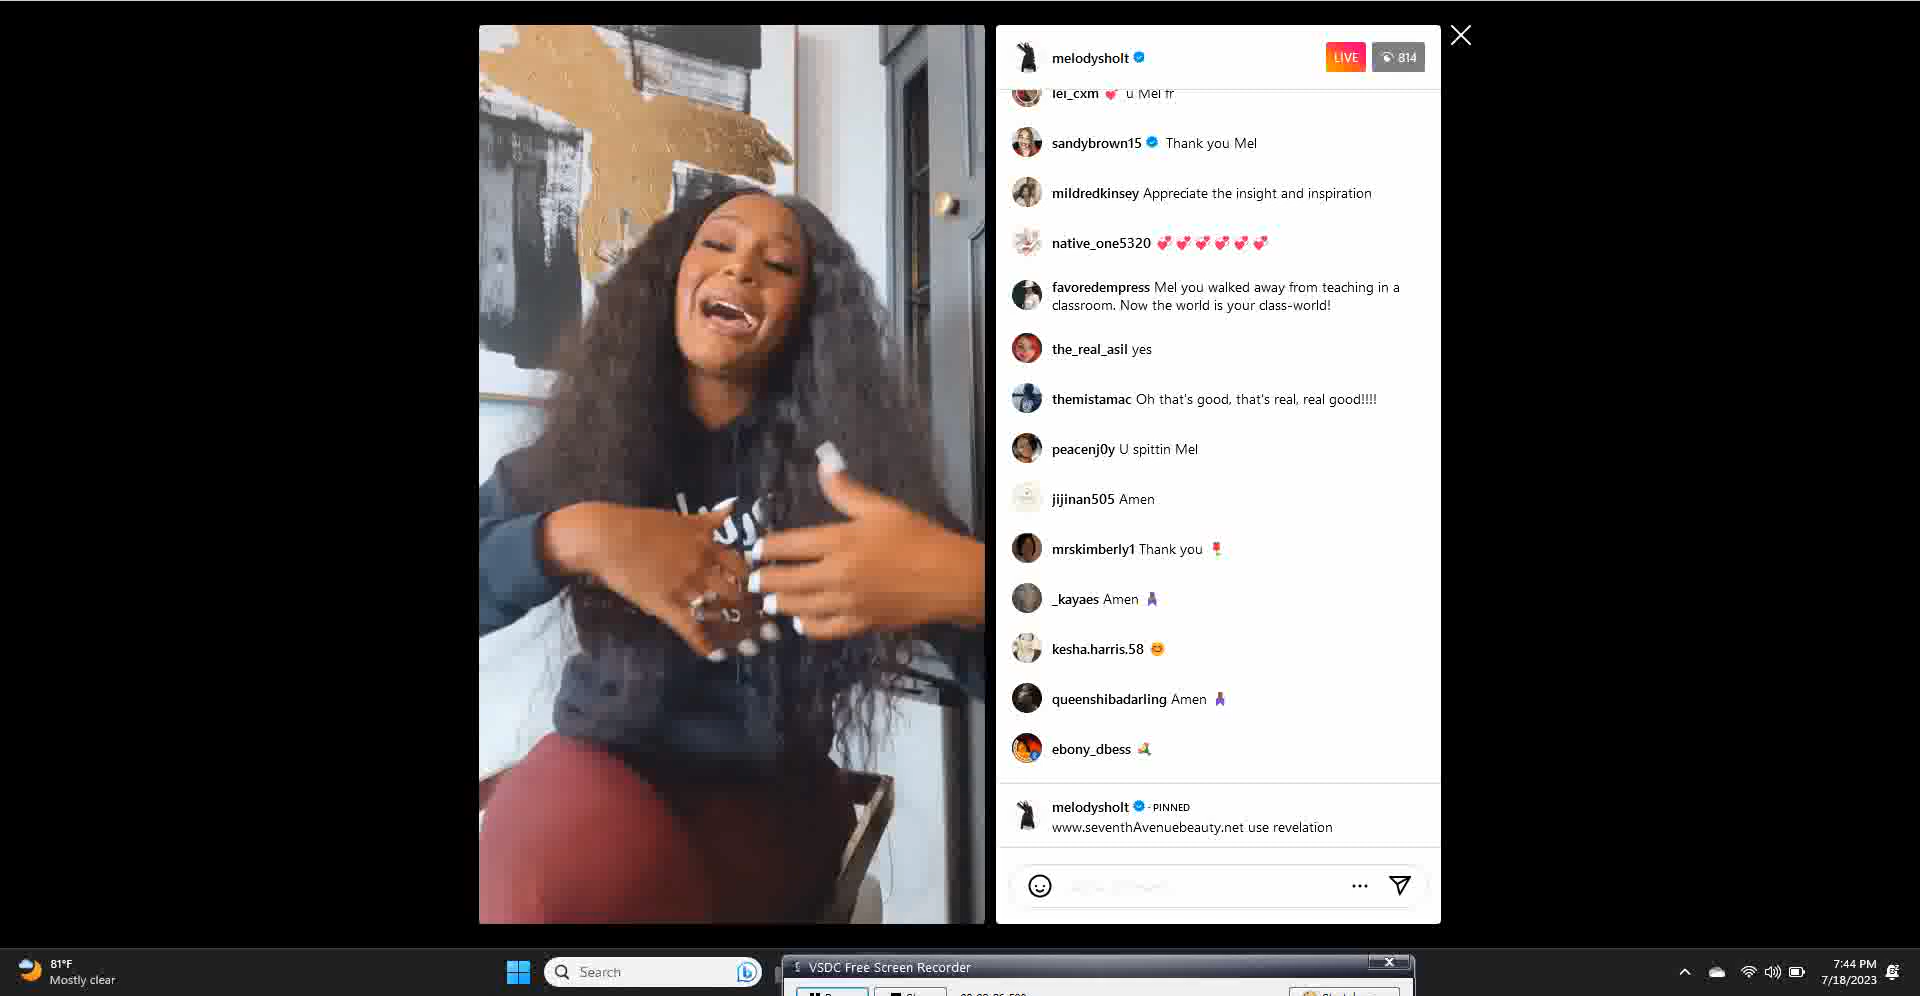 melodysholt
LIVE
814
lei_cxm u Mel fr
sandybrown15 Thank you Mel
mildredkinsey Appreciate the insight and inspiration
native_one5320
favoredempress Mel you walked away from teaching in a
classroom. Now the world is your class-world!
the_real_asil yes
themistamac Oh that's good, that's real, real good!!!!
peacenj0y U spittin Mel
jijinan505 Amen
mrskimberly1 Thank you
_kayaes Amen
kesha.harris.58
queenshibadarling Amen
ebony_dbess
melodysholt · PINNED
www.seventhAvenuebeauty.net use revelation
81°F
Mostly clear
Search
VSDC Free Screen Recorder
7:44 PM
7/18/2023